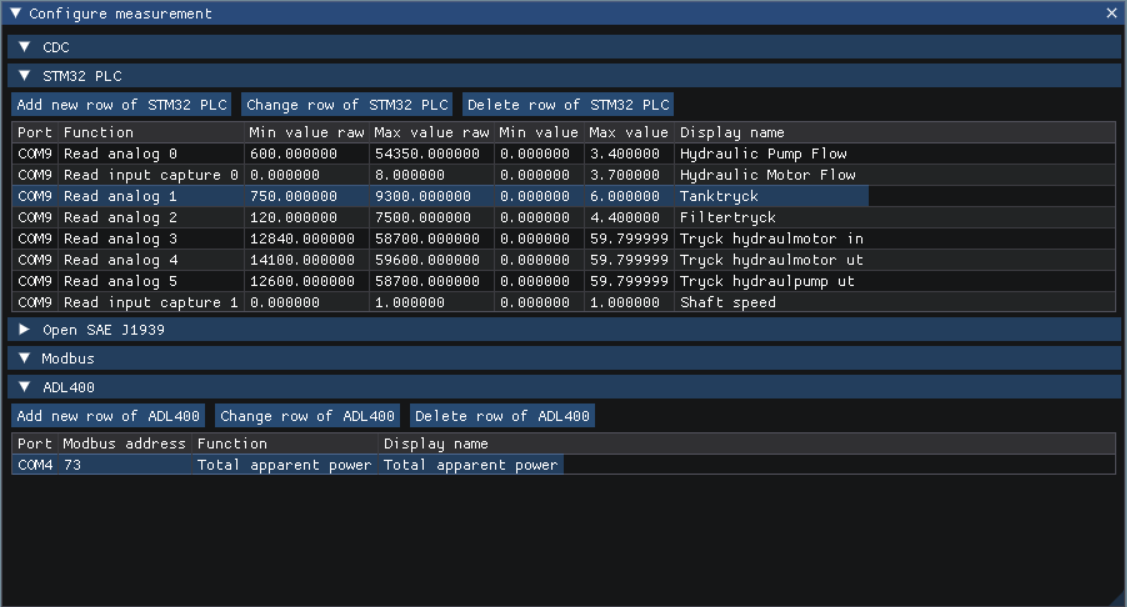 Configure measurement
CDC
STM32 PLC
Add new row of STM32 PLC Change row of STM32 PLC Delete row of STM32 PLC
Port Function Min value raw Max value raw Min value Max value Display name
COM9 Read analog 0 600.000000 54350.000000 0.000000 3.400000 Hydraulic Pump Flow
COM9 Read input capture 0 0.000000 8.000000 0.000000 3.700000 Hydraulic Motor Flow
COM9 Read analog 1 750.000000 9300.000000 0.000000 6.000000 Tanktryck
COM9 Read analog 2 120.000000 7500.000000 0.000000 4.400000 Filtertryck
COM9 Read analog 3 12840.000000 58700.000000 0.000000 59.799999 Tryck hydraulmotor in
COM9 Read analog 4 14100.000000 59600.000000 0.000000 59.799999 Tryck hydraulmotor ut
COM9 Read analog 5 12600.000000 58700.000000 0.000000 59.799999 Tryck hydraulpump ut
COM9 Read input capture 1 0.000000 1.000000 0.000000 1.000000 Shaft speed
Open SAE J1939
Modbus
ADL400
Add new row of ADL400 Change row of ADL400 Delete row of ADL400
Port Modbus address Function Display name
COM4 73 Total apparent power Total apparent power